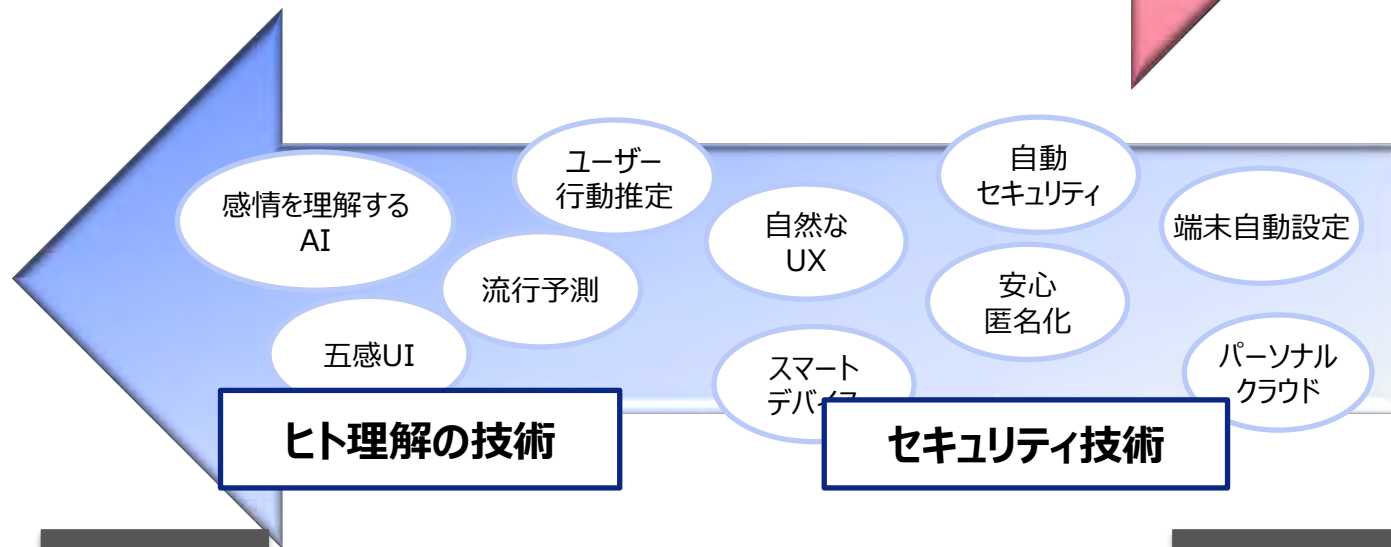 感情を理解する
AI
ユーザー
行動推定
流行予測
五感UI
自然な
UX
スマート
自動
セキュリティ
安心
匿名化
端末自動設定
パーソナル
クラウド
ヒト理解の技術
セキュリティ技術